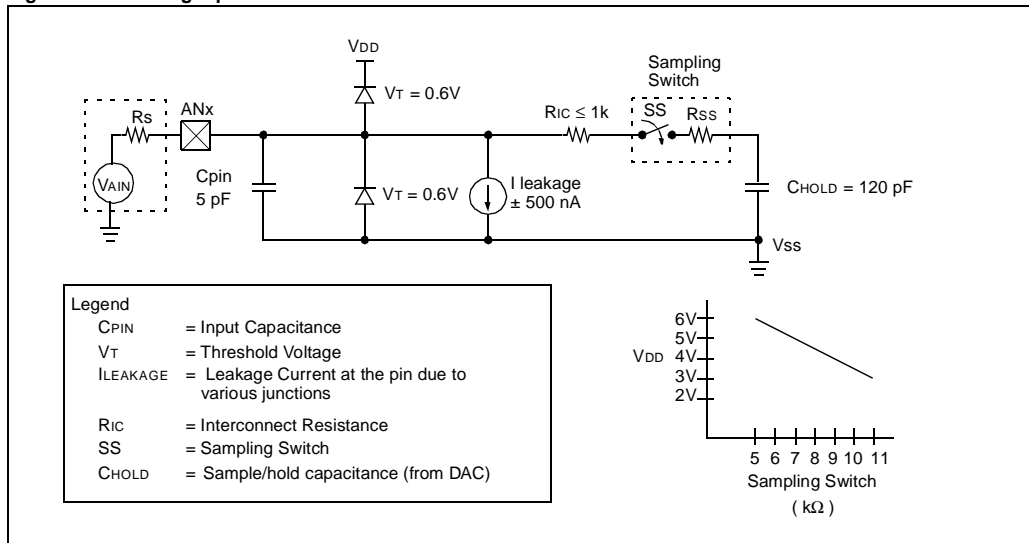 VDD
VT = 0.6V
Sampling
Switch
ANx
Rs
RIC ≤ 1k
SS
RSS
VAIN
Cpin
5 pF
VT = 0.6V
I leakage
± 500 nA
CHOLD = 120 pF
Vss
Legend
CPIN = Input Capacitance
VT = Threshold Voltage
ILEAKAGE = Leakage Current at the pin due to
various junctions
RIC = Interconnect Resistance
SS = Sampling Switch
CHOLD = Sample/hold capacitance (from DAC)
6V
5V
VDD 4V
3V
2V
5 6 7 8 9 10 11
Sampling Switch
( kΩ )